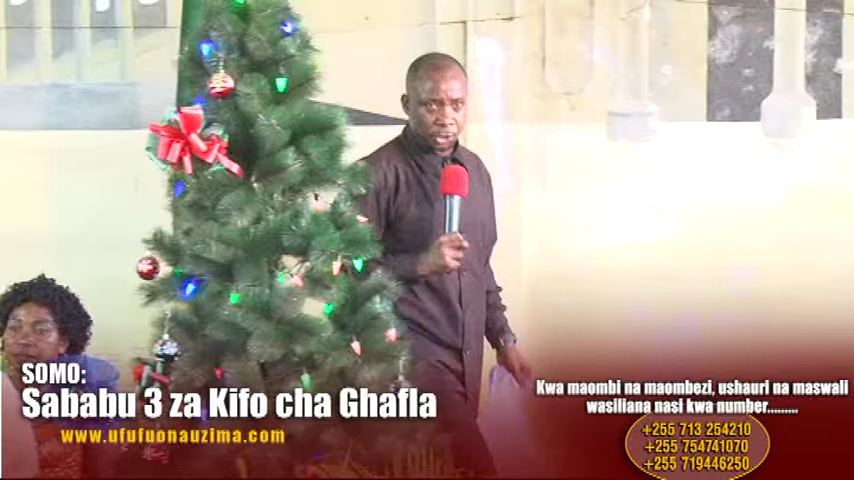 SOMO:
Sababu 3 za Kifo cha Ghafla
www.ufufuonauzima.com
Kwa maombi na maombezi, ushauri na maswali
wasiliana nasi kwa number.........
+255 713 254210
+255 754741070
+255 719446250